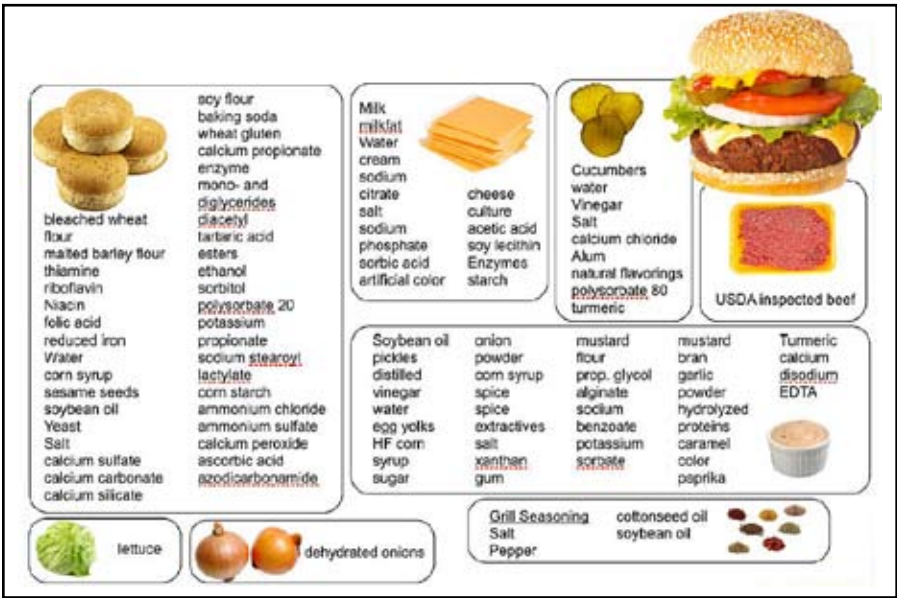 bleached wheat
flour
malted barley flour
thiamine
riboflavin
Niacin
folic acid
reduced iron
Water
corn syrup
sesame seeds
soybean oil
Yeast
Salt
calcium sulfate
calcium carbonate
calcium silicate
soy flour
baking soda
wheat gluten
calcium propionate
enzyme
mono- and
diglycerides
diacetyl
tartaric acid
esters
ethanol
sorbitol
polysorbate 20
potassium
propionate
sodium stearoyl
lactylate
corn starch
ammonium chloride
ammonium sulfate
calcium peroxide
ascorbic acid
azodicarbonamide
Milk
milkfat
Water
cream
sodium
citrate
salt
sodium
phosphate
sorbic acid
artificial color
cheese
culture
acetic acid
soy lecithin
Enzymes
starch
Cucumbers
water
Vinegar
Salt
calcium chloride
Alum
natural flavorings
polysorbate 80
turmeric
USDA inspected beef
Soybean oil
pickles
distilled
vinegar
water
egg yolks
HF corn
syrup
sugar
onion
powder
corn syrup
spice
spice
extractives
salt
xanthan
gum
mustard
flour
prop. glycol
alginate
sodium
benzoate
potassium
sorbate
mustard
bran
garlic
powder
hydrolyzed
proteins
caramel
color
paprika
Turmeric
calcium
disodium
EDTA
lettuce
dehydrated onions
Grill Seasoning
Salt
Pepper
cottonseed oil
soybean oil